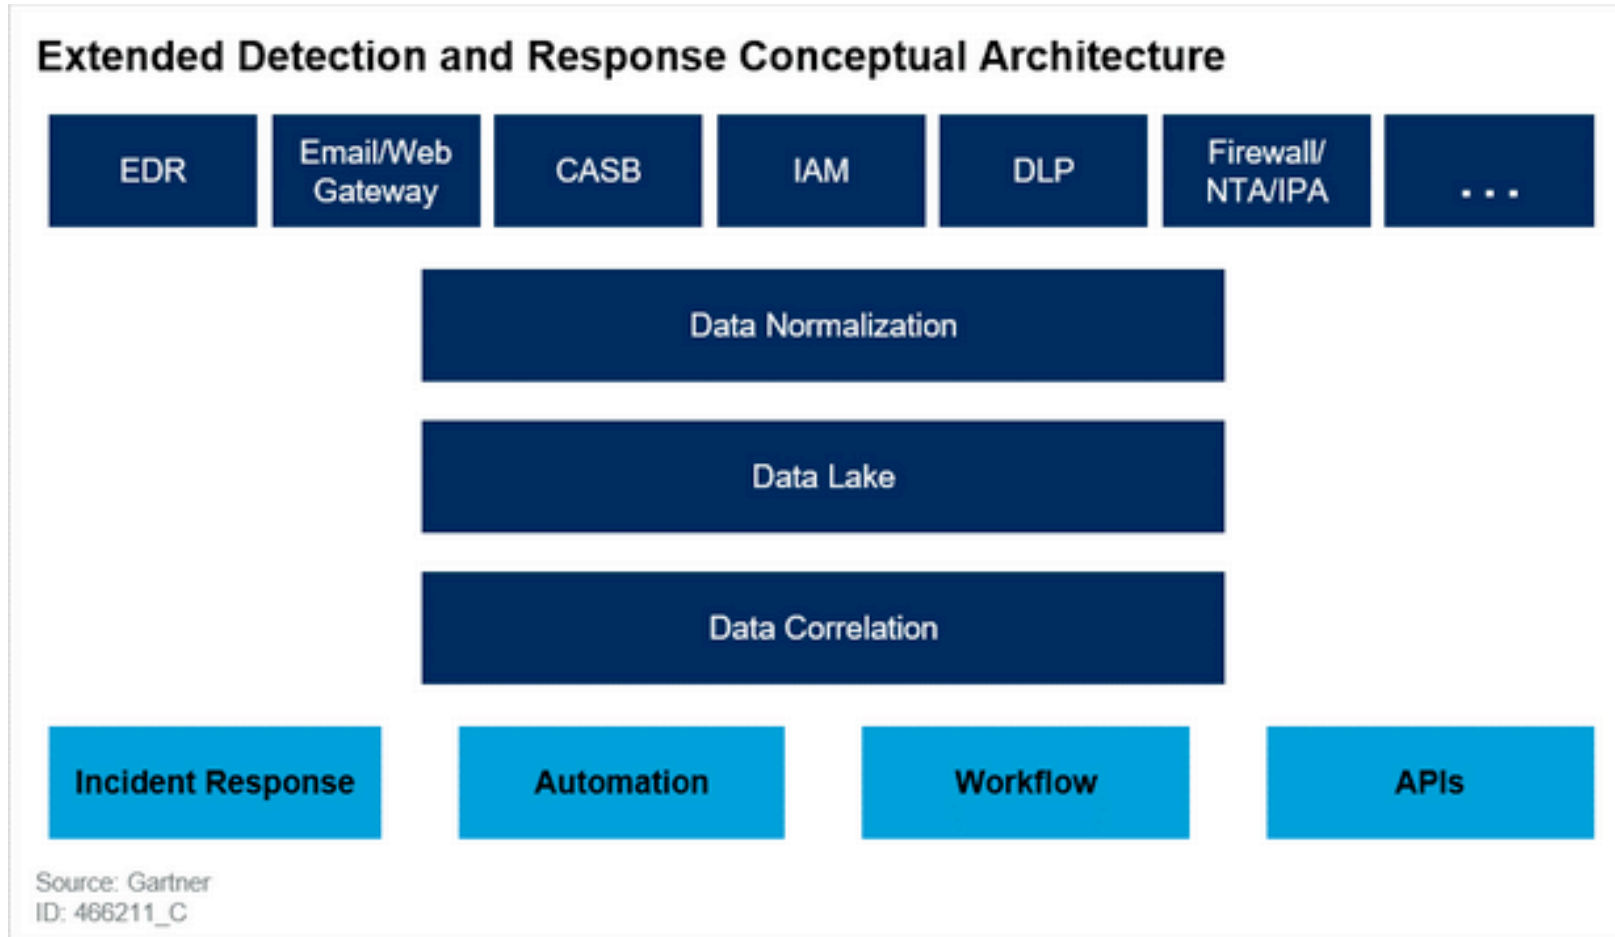 Extended Detection and Response Conceptual Architecture
EDR
Email/Web
Gateway
CASB
IAM
DLP
Firewall/
NTA/IPA
...
Data Normalization
Data Lake
Data Correlation
Incident Response
Automation
Workflow
APIs
Source: Gartner
ID: 466211_C